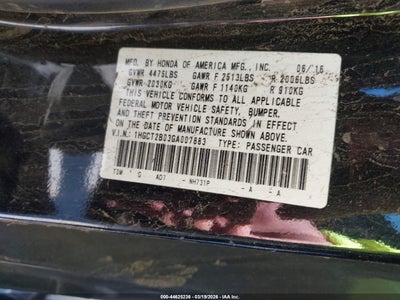 MFD. BY HONDA OF AMERICA MFG., INC. 06/16
GVWR 4475LBS GAWR F 2513LBS R 2006LBS
GVWR 2030KG GAWR F 1140KG R 910KG
THIS VEHICLE CONFORMS TO ALL APPLICABLE
FEDERAL MOTOR VEHICLE SAFETY, BUMPER,
AND THEFT PREVENTION STANDARDS IN EFFECT
ON THE DATE OF MANUFACTURE SHOWN ABOVE.
V.I.N.: 1HGCT2B03GA007883 TYPE: PASSENGER CAR
G AO7 NH731P A A
000-44625236 - 03/19/2026 - IAA Inc.